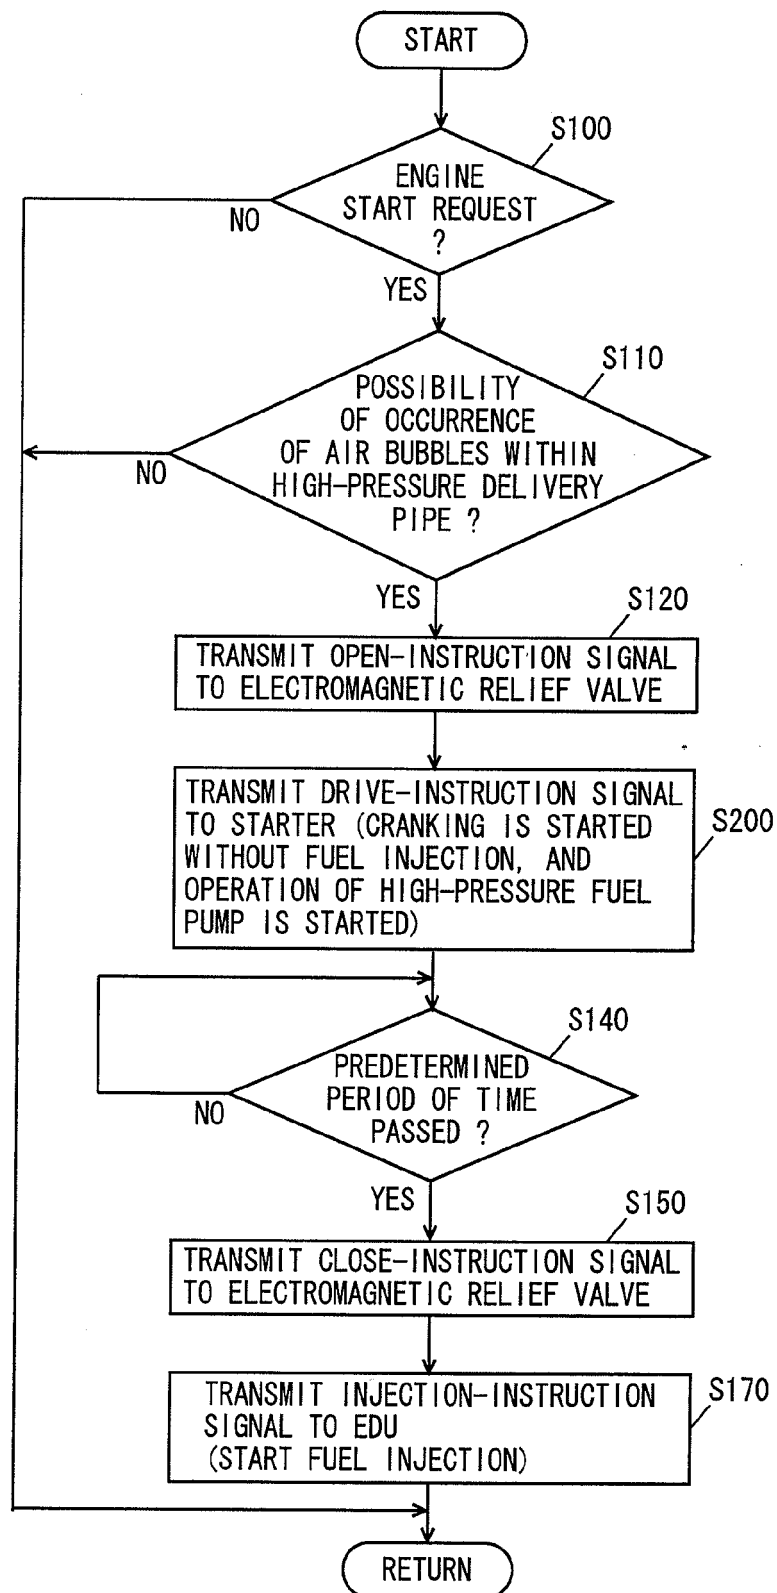 START
S100
ENGINE
START REQUEST
?
NO
YES
S110
POSSIBILITY
OF OCCURRENCE
OF AIR BUBBLES WITHIN
HIGH-PRESSURE DELIVERY
PIPE ?
NO
YES
S120
TRANSMIT OPEN-INSTRUCTION SIGNAL
TO ELECTROMAGNETIC RELIEF VALVE
TRANSMIT DRIVE-INSTRUCTION SIGNAL
TO STARTER (CRANKING IS STARTED
WITHOUT FUEL INJECTION, AND
OPERATION OF HIGH-PRESSURE FUEL
PUMP IS STARTED)
S200
S140
PREDETERMINED
PERIOD OF TIME
PASSED ?
NO
YES
S150
TRANSMIT CLOSE-INSTRUCTION SIGNAL
TO ELECTROMAGNETIC RELIEF VALVE
S170
TRANSMIT INJECTION-INSTRUCTION
SIGNAL TO EDU
(START FUEL INJECTION)
RETURN